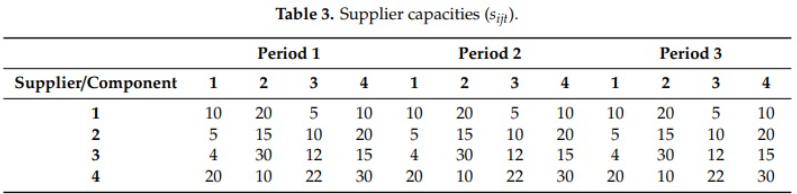 Table 3. Supplier capacities (sijt).
Period 1 Period 2 Period 3
Supplier/Component 1 2 3 4 1 2 3 4 1 2 3 4
1 10 20 5 10 10 20 5 10 10 20 5 10
2 5 15 10 20 5 15 10 20 5 15 10 20
3 4 30 12 15 4 30 12 15 4 30 12 15
4 20 10 22 30 20 10 22 30 20 10 22 30